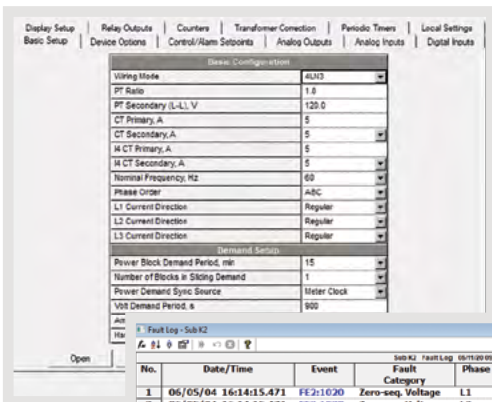 Display Setup Relay Outputs Counters Transformer Correction Periodic Timers Local Settings
Basic Setup Device Options Control/Alarm Setpoints Analog Outputs Analog Inputs Digital Inputs
Basic Configuration
Wiring Mode 4LN3
PT Ratio 1.0
PT Secondary (L-L), V 120.0
CT Primary, A 5
CT Secondary, A 5
I4 CT Primary, A 5
I4 CT Secondary, A 5
Nominal Frequency, Hz 60
Phase Order ABC
L1 Current Direction Regular
L2 Current Direction Regular
L3 Current Direction Regular
Demand Setup
Power Block Demand Period, min 15
Number of Blocks in Sliding Demand 1
Power Demand Sync Source Meter Clock
Volt Demand Period, s 900
Open
Fault Log - Sub K2
Sub K2 Fault Log
No. Date/Time Event Fault Category Phase
1 06/05/04 16:14:15.471 FE2:1020 Zero-seq. Voltage L1